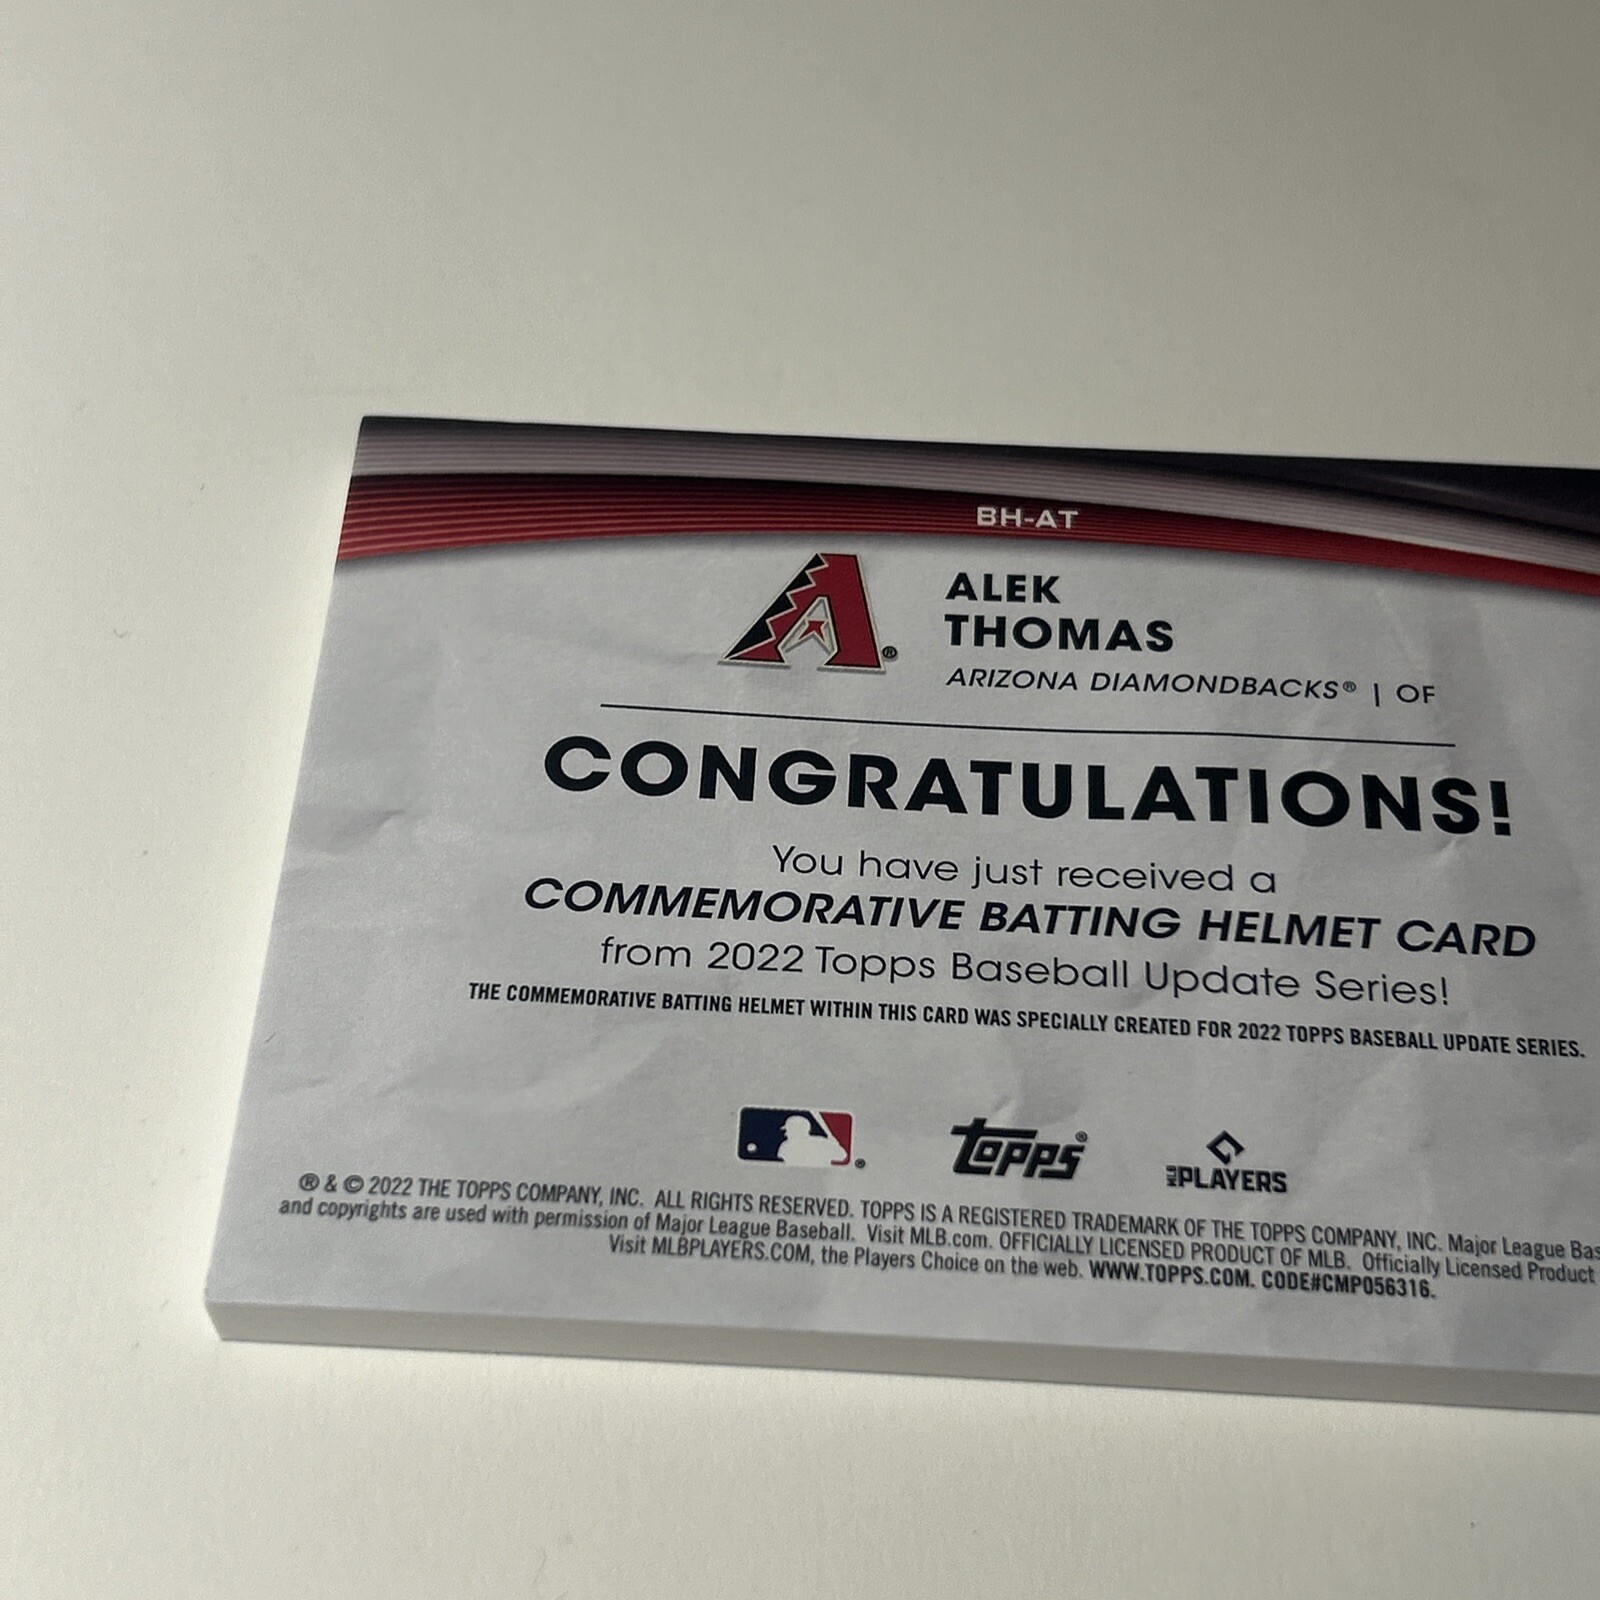 BH-AT
ALEK
THOMAS
ARIZONA DIAMONDBACKS® | OF
CONGRATULATIONS!
You have just received a
COMMEMORATIVE BATTING HELMET CARD
from 2022 Topps Baseball Update Series!
THE COMMEMORATIVE BATTING HELMET WITHIN THIS CARD WAS SPECIALLY CREATED FOR 2022 TOPPS BASEBALL UPDATE SERIES.
topps® PLAYERS
® & © 2022 THE TOPPS COMPANY, INC. ALL RIGHTS RESERVED. TOPPS IS A REGISTERED TRADEMARK OF THE TOPPS COMPANY, INC. Major League Bas
and copyrights are used with permission of Major League Baseball. Visit MLB.com. OFFICIALLY LICENSED PRODUCT OF MLB. Officially Licensed Product
Visit MLBPLAYERS.COM, the Players Choice on the web. WWW.TOPPS.COM. CODE#CMP056316.